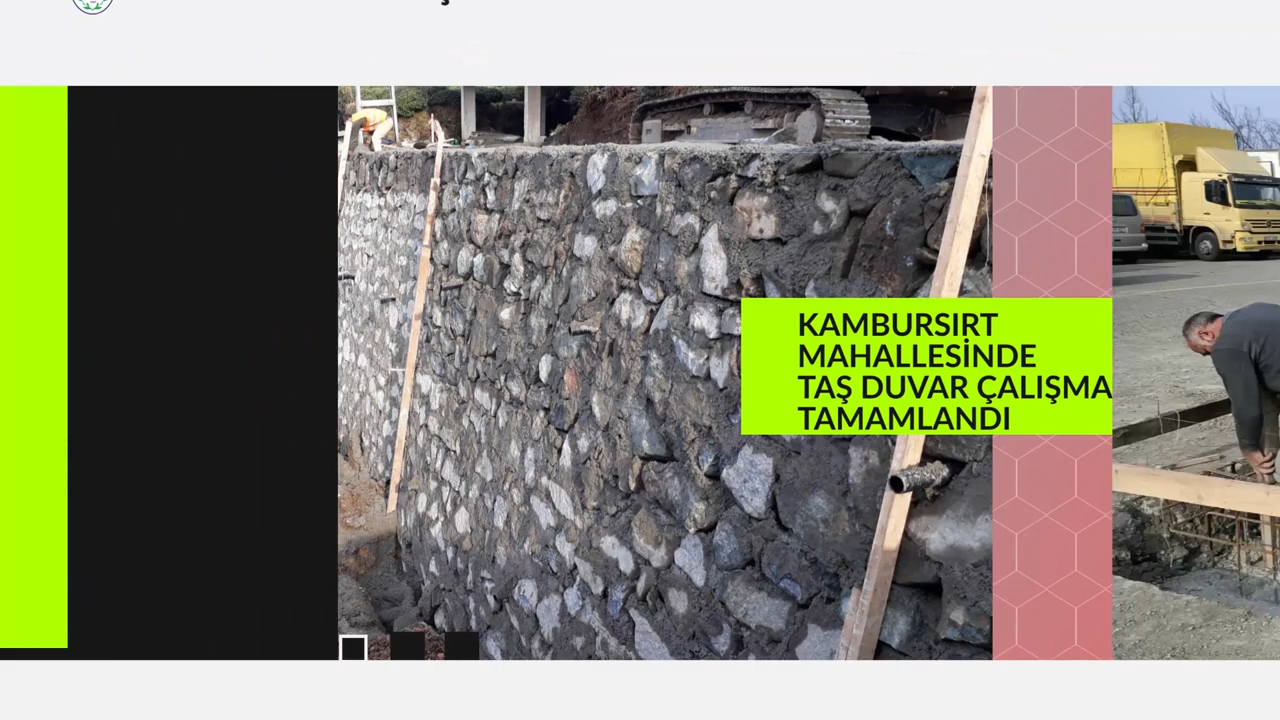 KAMBURSIRT
MAHALLESİNDE
TAŞ DUVAR ÇALIŞMA
TAMAMLANDI